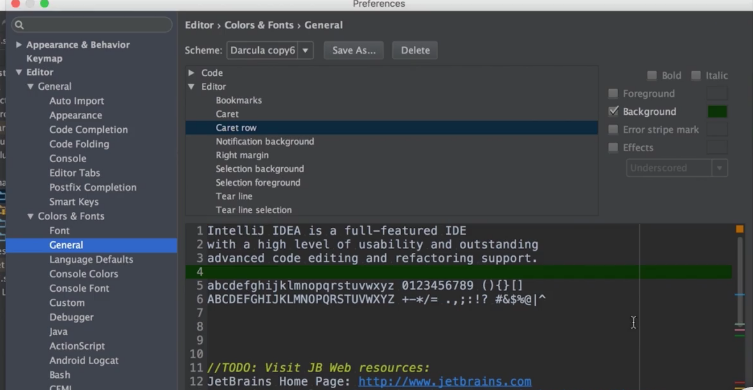 Preferences
Editor › Colors & Fonts › General
Scheme: Darcula copy6 Save As... Delete
Appearance & Behavior
Keymap
Editor
General
Auto Import
Appearance
Code Completion
Code Folding
Console
Editor Tabs
Postfix Completion
Smart Keys
Colors & Fonts
Font
General
Language Defaults
Console Colors
Console Font
Custom
Debugger
Java
ActionScript
Android Logcat
Bash
CFML
Code
Editor
Bookmarks
Caret
Caret row
Notification background
Right margin
Selection background
Selection foreground
Tear line
Tear line selection
Bold Italic
Foreground
Background
Error stripe mark
Effects
Underscored
1 IntelliJ IDEA is a full-featured IDE
2 with a high level of usability and outstanding
3 advanced code editing and refactoring support.
4
5 abcdefghijklmnopqrstuvwxyz 0123456789 (){}[]
6 ABCDEFGHIJKLMNOPQRSTUVWXYZ +-*/= .,;:!? #&$%@|^
7
8
9
10
11 //TODO: Visit JB Web resources:
12 JetBrains Home Page: http://www.jetbrains.com